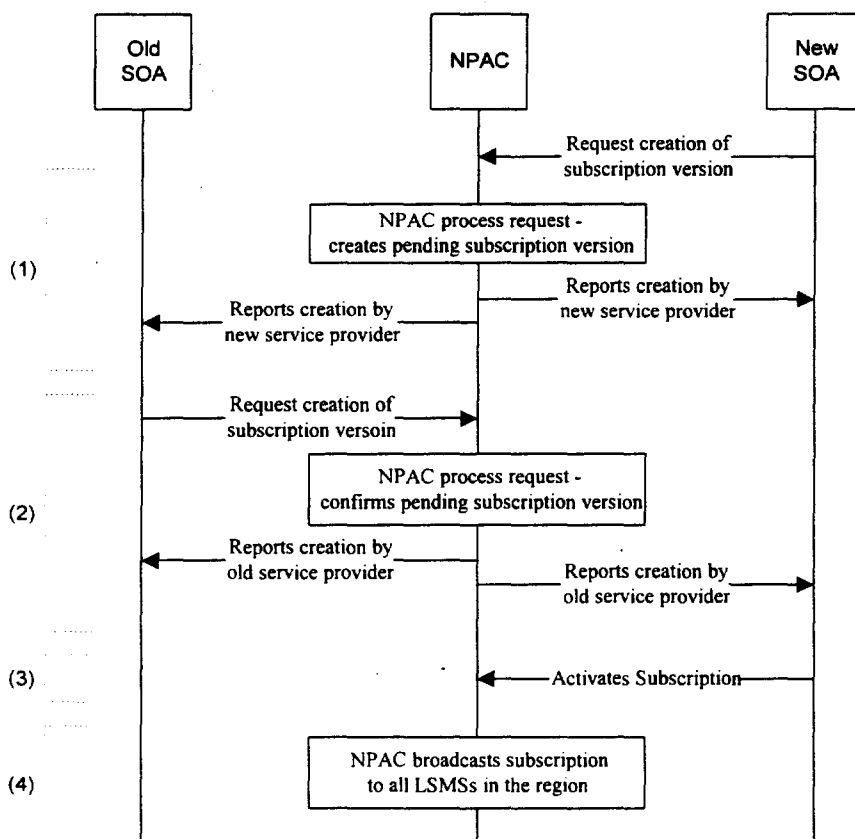 Old
SOA
NPAC
New
SOA
Request creation of
subscription version
NPAC process request -
creates pending subscription version
(1)
Reports creation by
new service provider
Reports creation by
new service provider
Request creation of
subscription versoin
NPAC process request -
confirms pending subscription version
(2)
Reports creation by
old service provider
Reports creation by
old service provider
(3)
Activates Subscription
NPAC broadcasts subscription
to all LSMSs in the region
(4)